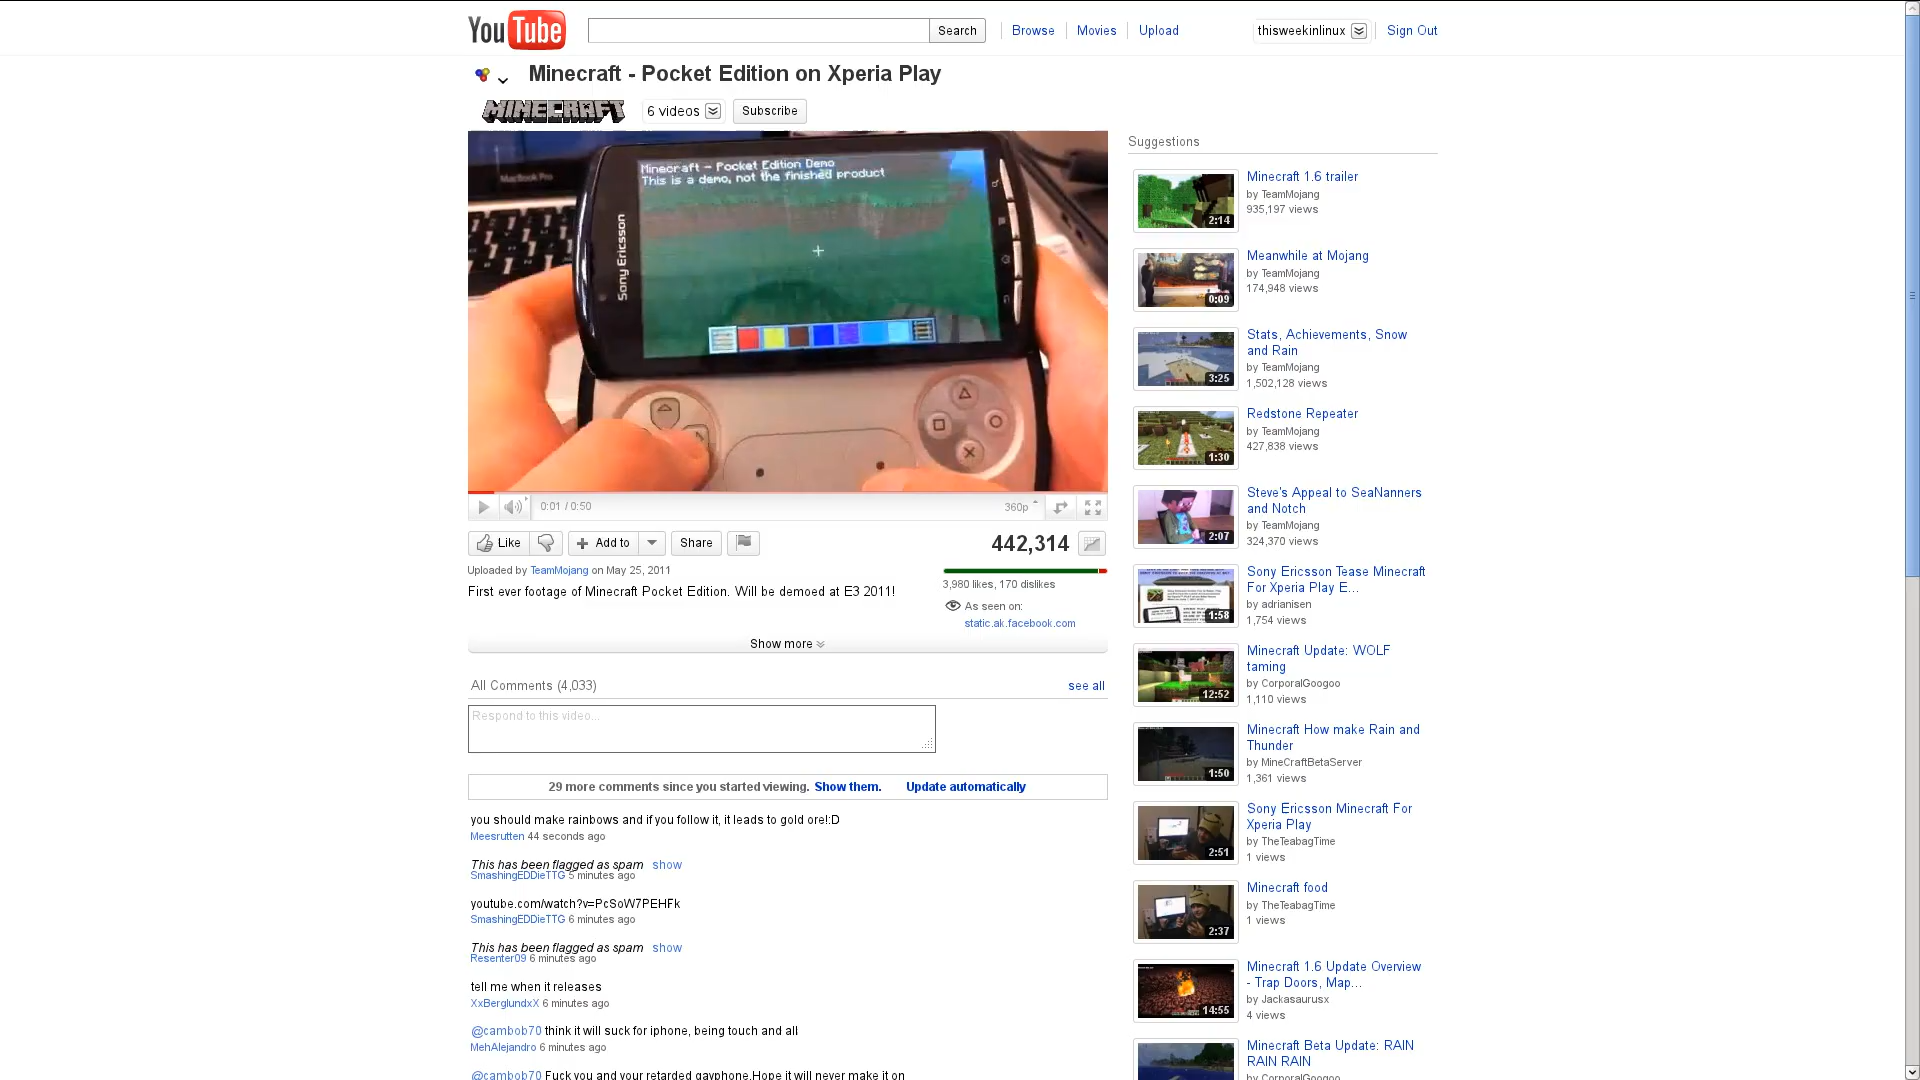 YouTube
Search
Browse
Movies
Upload
thisweekinlinux
Sign Out
Minecraft - Pocket Edition on Xperia Play
MINECRAFT
6 videos
Subscribe
MacBook Pro
Minecraft - Pocket Edition Demo
This is a demo, not the finished product
Sony Ericsson
0:01 / 0:50
360p
Like
Add to
Share
442,314
Uploaded by TeamMojang on May 25, 2011
First ever footage of Minecraft Pocket Edition. Will be demoed at E3 2011!
3,980 likes, 170 dislikes
As seen on:
static.ak.facebook.com
Show more
All Comments (4,033)
see all
Respond to this video...
29 more comments since you started viewing. Show them. Update automatically
you should make rainbows and if you follow it, it leads to gold ore!:D
Meesrutten 44 seconds ago
This has been flagged as spam show
SmashingEDDieTTG 5 minutes ago
youtube.com/watch?v=PcSoW7PEHFk
SmashingEDDieTTG 6 minutes ago
This has been flagged as spam show
Resenter09 6 minutes ago
tell me when it releases
XxBerglundxX 6 minutes ago
@cambob70 think it will suck for iphone, being touch and all
MehAlejandro 6 minutes ago
@cambob70 Fuck you and your retarded gayphone.Hope it will never make it on
Suggestions
2:14
Minecraft 1.6 trailer
by TeamMojang
935,197 views
0:09
Meanwhile at Mojang
by TeamMojang
174,948 views
3:25
Stats, Achievements, Snow
and Rain
by TeamMojang
1,502,128 views
1:30
Redstone Repeater
by TeamMojang
427,838 views
2:07
Steve's Appeal to SeaNanners
and Notch
by TeamMojang
324,370 views
1:58
Sony Ericsson Tease Minecraft
For Xperia Play E...
by adrianisen
1,754 views
12:52
Minecraft Update: WOLF
taming
by CorporalGoogoo
1,110 views
1:50
Minecraft How make Rain and
Thunder
by MineCraftBetaServer
1,361 views
2:51
Sony Ericsson Minecraft For
Xperia Play
by TheTeabagTime
1 views
2:37
Minecraft food
by TheTeabagTime
1 views
14:55
Minecraft 1.6 Update Overview
- Trap Doors, Map...
by Jackasaurusx
4 views
Minecraft Beta Update: RAIN
RAIN RAIN
by CorporalGoogoo